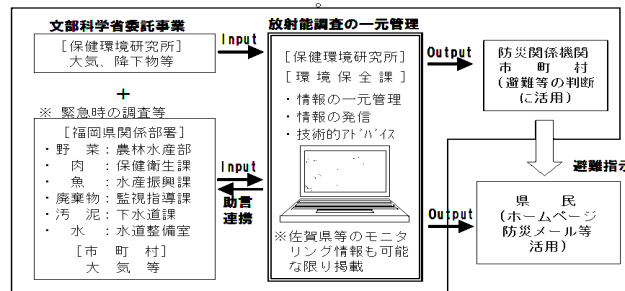 文部科学省委託事業
[保健環境研究所]
大気、降下物等
+
※ 緊急時の調査等
[福岡県関係部署]
・野菜：農林水産部
・肉：保健衛生課
・魚：水産振興課
・廃棄物：監視指導課
・汚泥：下水道課
・水：水道整備室
[市町村]
大気等
Input
Input
助言
連携
放射能調査の一元管理
[保健環境研究所]
[環境保全課]
・情報の一元管理
・情報の発信
・技術的ｱﾄﾞﾊﾞｲｽ
※佐賀県等のモニタ
リング情報も可能
な限り掲載
Output
Output
防災関係機関
市町村
(避難等の判断
に活用)
避難指示
県民
(ホームページ
防災メール等
活用)